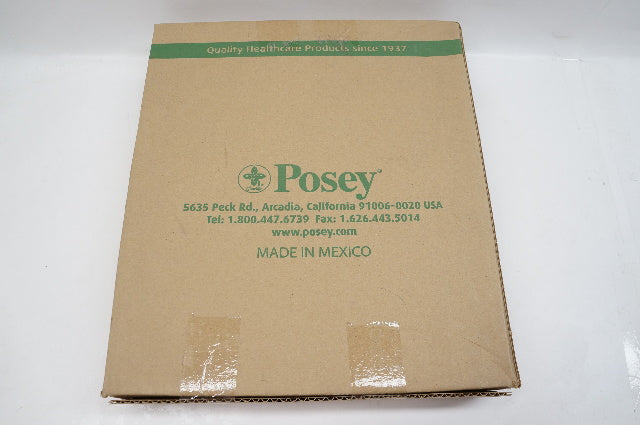 Quality Healthcare Products since 1937
Posey
5635 Peck Rd., Arcadia, California 91006-0020 USA
Tel: 1.800.447.6739 Fax: 1.626.443.5014
www.posey.com
MADE IN MEXICO